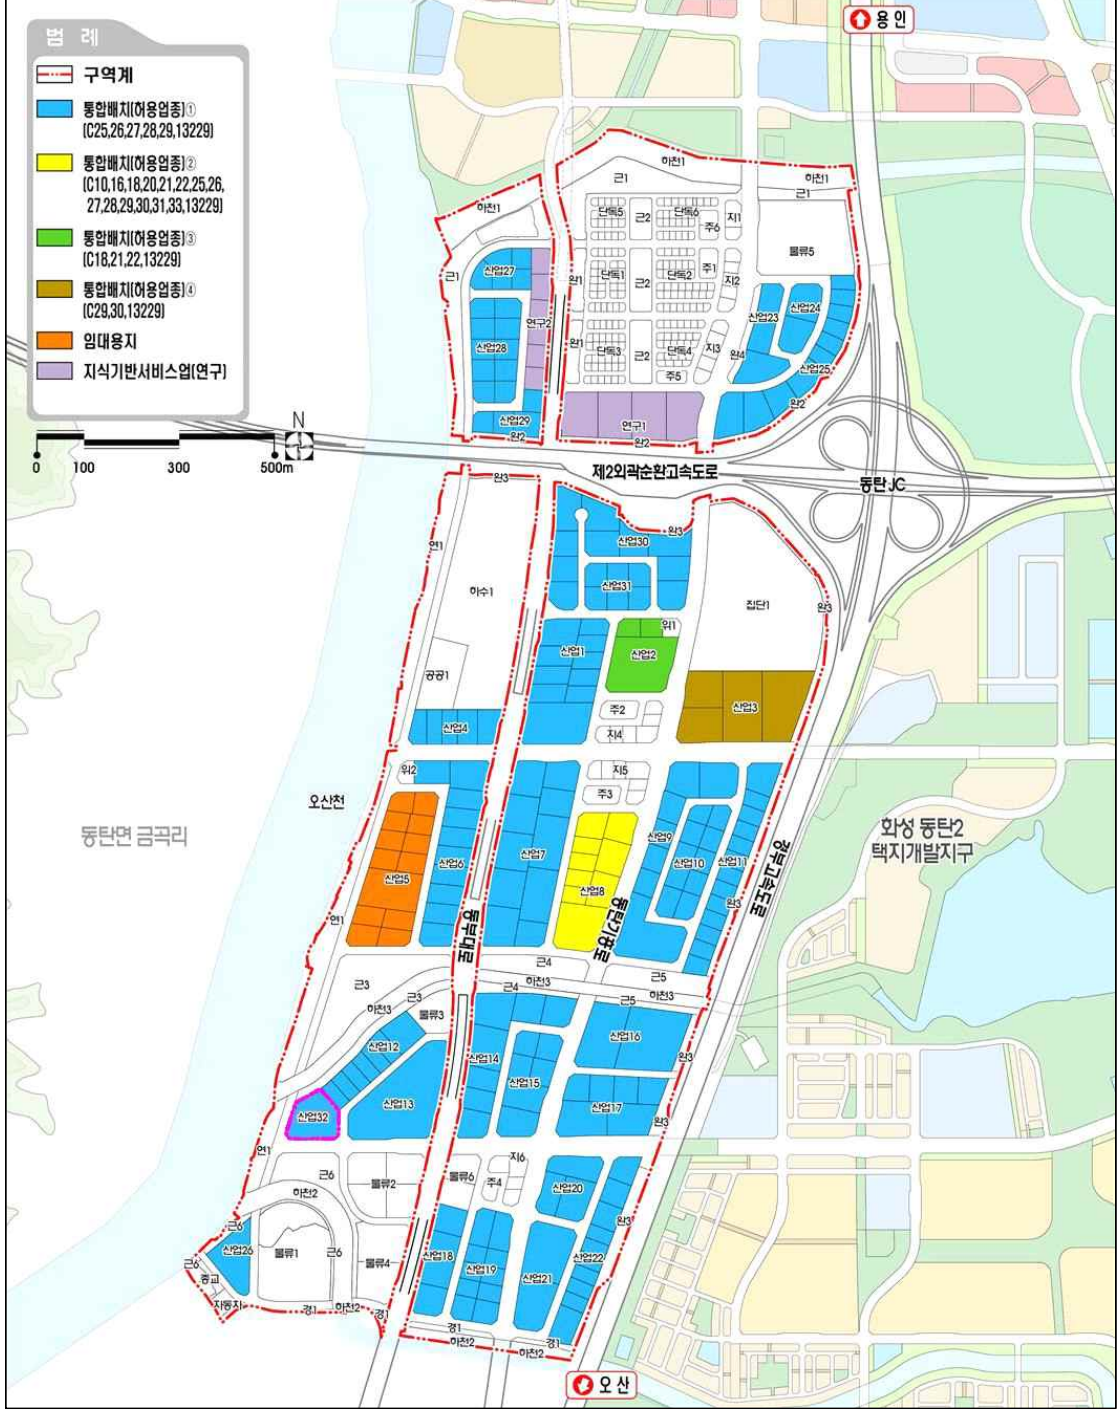 용인
범 례
구역계
통합배치(허용업종)①
(C25,26,27,28,29,13229)
통합배치(허용업종)②
(C10,16,18,20,21,22,25,26,
27,28,29,30,31,33,13229)
통합배치(허용업종)③
(C18,21,22,13229)
통합배치(허용업종)④
(C29,30,13229)
임대용지
지식기반서비스업(연구)
N
0 100 300 500m
하천1
하천1
근1
근1
하천1
단독5
근2
단독6
지1
주6
물류5
근1
산업27
완1
단독1
근2
단독2
주1
지2
연구2
산업23
산업24
산업28
완1
단독3
근2
단독4
지3
완4
산업25
주5
산업29
완2
연구1
완2
완2
제2외곽순환고속도로
동탄JC
완3
완3
산업30
연1
하수1
산업31
집단1
완3
위1
산업1
산업2
공공1
주2
산업3
산업4
지4
위2
지5
주3
오산천
동탄면 금곡리
화성 동탄2
택지개발지구
산업9
산업10
산업11
산업6
산업7
산업5
산업8
경부고속도로
동탄기흥로
동부대로
연1
완3
근4
근5
하천3
근3
근4
근5
하천3
근3
하천3
물류3
산업12
산업14
산업16
완3
산업15
산업13
산업17
산업32
완3
연1
지6
근6
물류2
물류6
주4
산업20
하천2
근6
산업26
물류1
근6
물류4
산업18
산업19
산업21
산업22
완3
근6
종교
자동차
경1
하천2
경1
경1
하천2
경1
하천2
오산